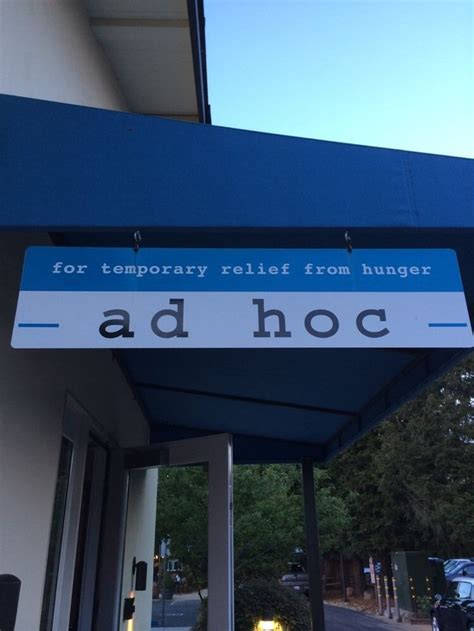 for temporary relief from hunger
ad hoc